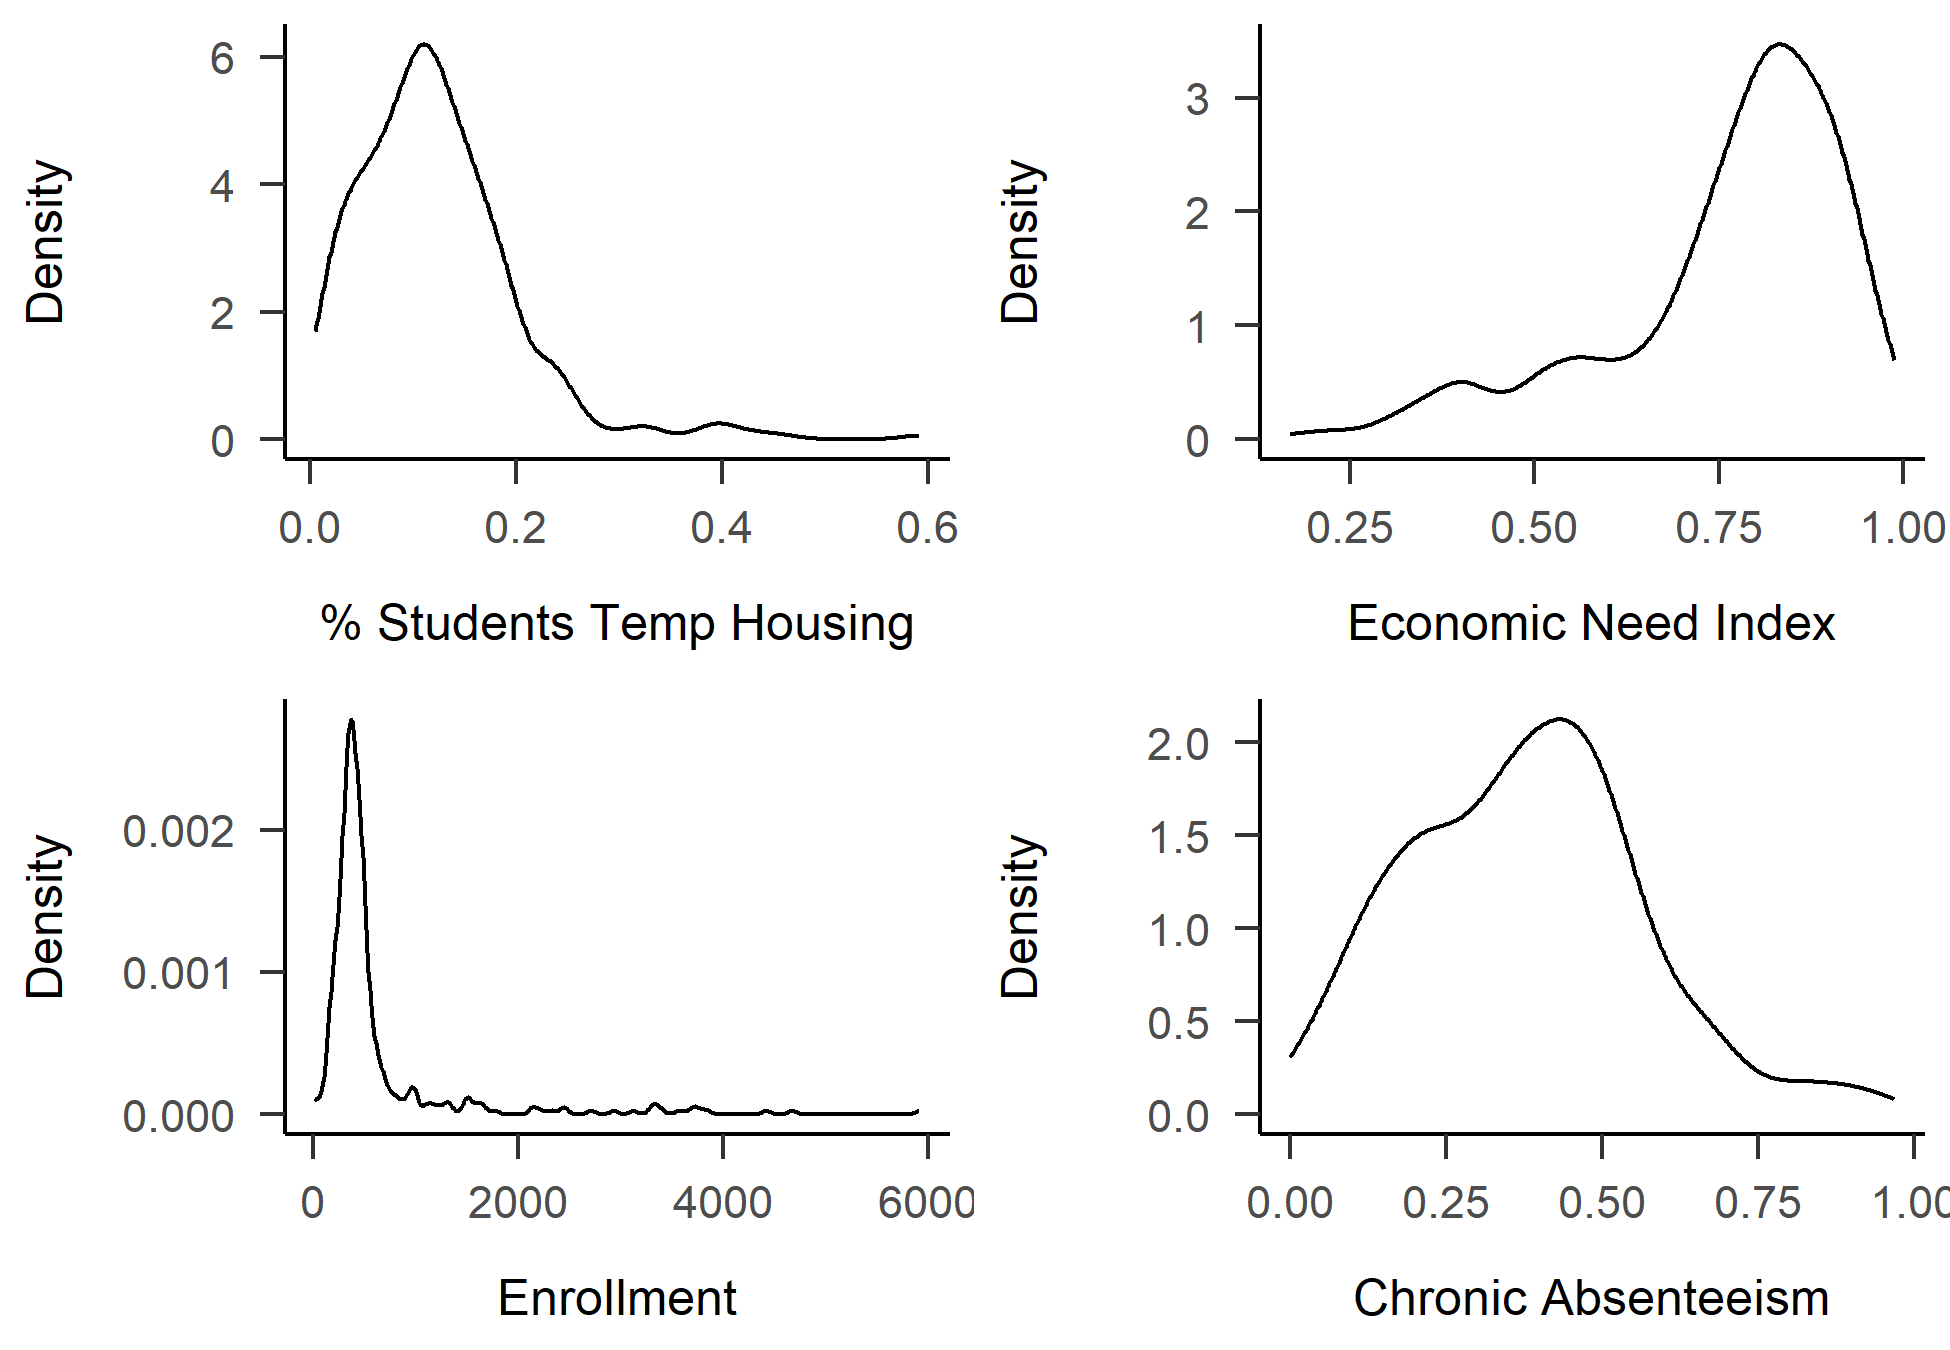 Density
6
4
2
0
0.0 0.2 0.4 0.6
% Students Temp Housing
Density
3
2
1
0
0.25 0.50 0.75 1.00
Economic Need Index
Density
0.002
0.001
0.000
0 2000 4000 6000
Enrollment
Density
2.0
1.5
1.0
0.5
0.0
0.00 0.25 0.50 0.75 1.00
Chronic Absenteeism